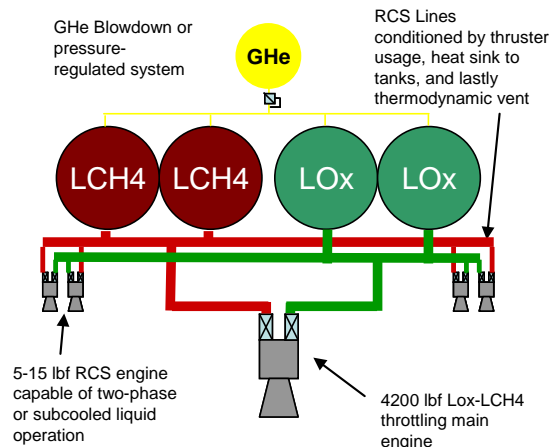 GHe Blowdown or
pressure-
regulated system
GHe
RCS Lines
conditioned by thruster
usage, heat sink to
tanks, and lastly
thermodynamic vent
LCH4
LCH4
LOx
LOx
5-15 lbf RCS engine
capable of two-phase
or subcooled liquid
operation
4200 lbf Lox-LCH4
throttling main
engine